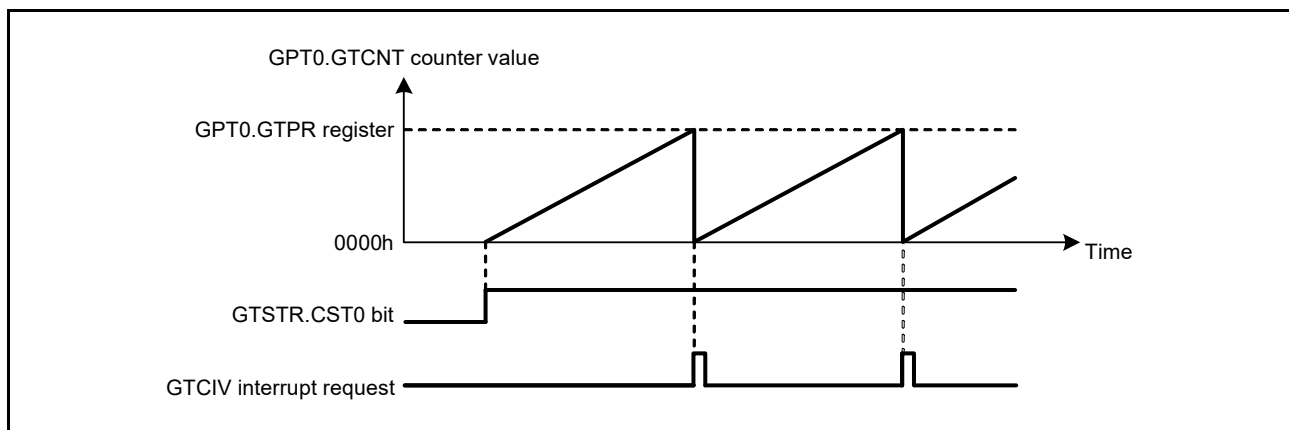 GPT0.GTCNT counter value
GPT0.GTPR register
0000h
Time
GTSTR.CST0 bit
GTCIV interrupt request